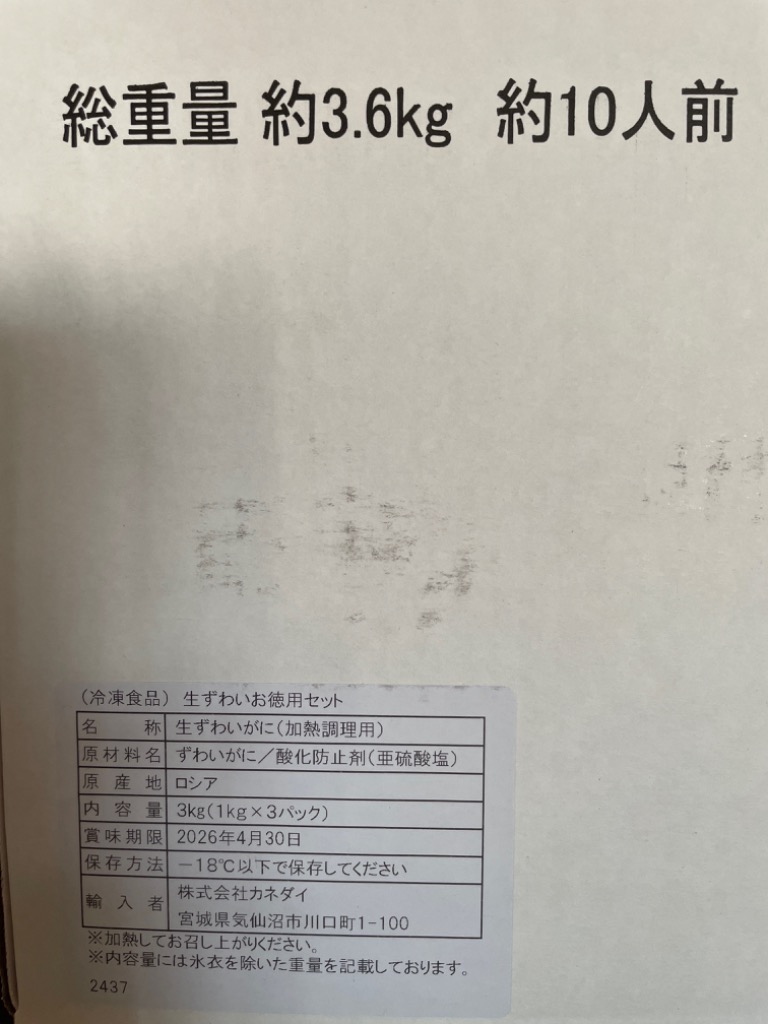 総重量 約3.6kg 約10人前
(冷凍食品) 生ずわいお徳用セット
名称 生ずわいがに(加熱調理用)
原材料名 ずわいがに/酸化防止剤(亜硫酸塩)
原産地 ロシア
内容量 3kg(1kg×3パック)
賞味期限 2026年4月30日
保存方法 -18℃以下で保存してください
輸入者 株式会社カネダイ
宮城県気仙沼市川口町1-100
※加熱してお召し上がりください。
※内容量には氷衣を除いた重量を記載しております。
2437